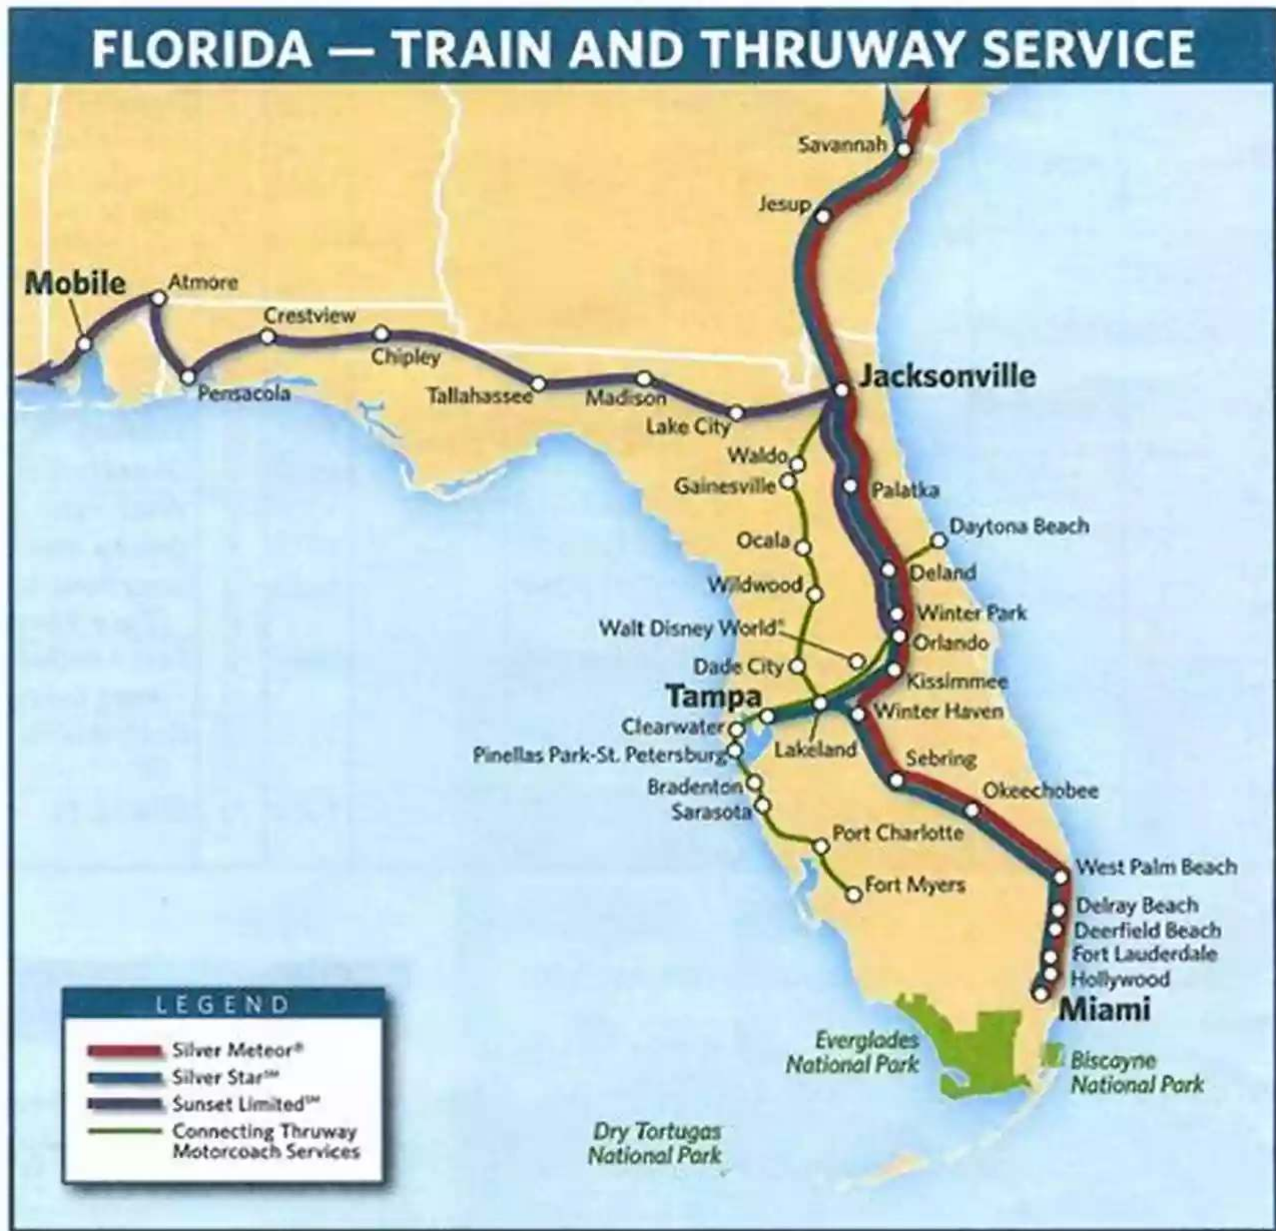 FLORIDA — TRAIN AND THRUWAY SERVICE
Savannah
Jesup
Mobile
Atmore
Crestview
Chipley
Pensacola
Tallahassee
Madison
Lake City
Jacksonville
Waldo
Gainesville
Palatka
Ocala
Daytona Beach
Wildwood
Deland
Walt Disney World®
Winter Park
Orlando
Dade City
Kissimmee
Tampa
Clearwater
Winter Haven
Pinellas Park-St. Petersburg
Lakeland
Sebring
Bradenton
Sarasota
Okeechobee
Port Charlotte
Fort Myers
West Palm Beach
Delray Beach
Deerfield Beach
Fort Lauderdale
Hollywood
Miami
Everglades
National Park
Biscayne
National Park
Dry Tortugas
National Park
LEGEND
Silver Meteor®
Silver Star℠
Sunset Limited℠
Connecting Thruway
Motorcoach Services